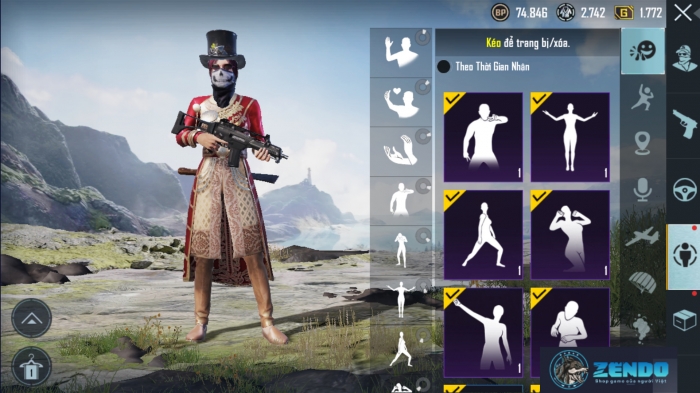 BP 74.846 2.742 G 1.772
Kéo để trang bị/xóa.
Theo Thời Gian Nhận
1
1
1
1
1
ZENDO
Shop game của người Việt